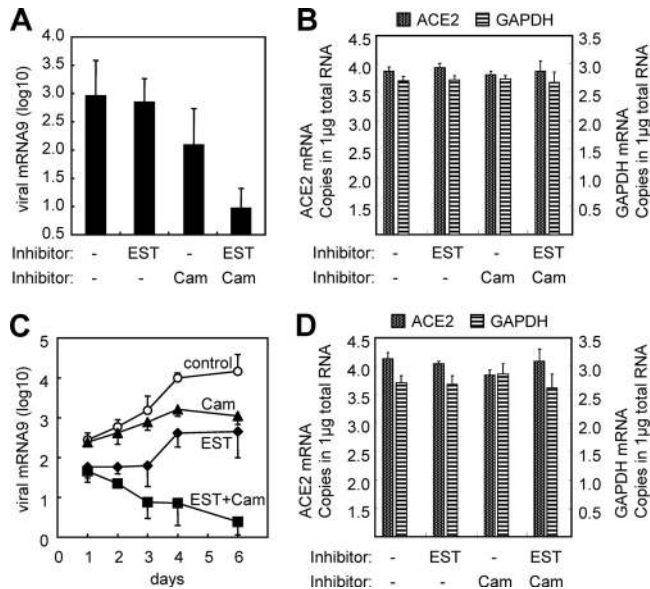 A
viral mRNA9 (log10)
3.5
3.0
2.5
2.0
1.5
1.0
0.5
Inhibitor: - EST - EST
Inhibitor: - - Cam Cam
B
ACE2 GAPDH
ACE2 mRNA
Copies in 1µg total RNA
4.5
4.0
3.5
3.0
2.5
2.0
1.5
3.5
3.0
2.5
2.0
1.5
1.0
0.5
GAPDH mRNA
Copies in 1µg total RNA
Inhibitor: - EST - EST
Inhibitor: - - Cam Cam
C
viral mRNA9 (log10)
5
4
3
2
1
0
control
Cam
EST
EST+Cam
0 1 2 3 4 5 6
days
D
ACE2 GAPDH
ACE2 mRNA
Copies in 1µg total RNA
4.5
4.0
3.5
3.0
2.5
2.0
1.5
3.5
3.0
2.5
2.0
1.5
1.0
0.5
GAPDH mRNA
Copies in 1µg total RNA
Inhibitor: - EST - EST
Inhibitor: - - Cam Cam